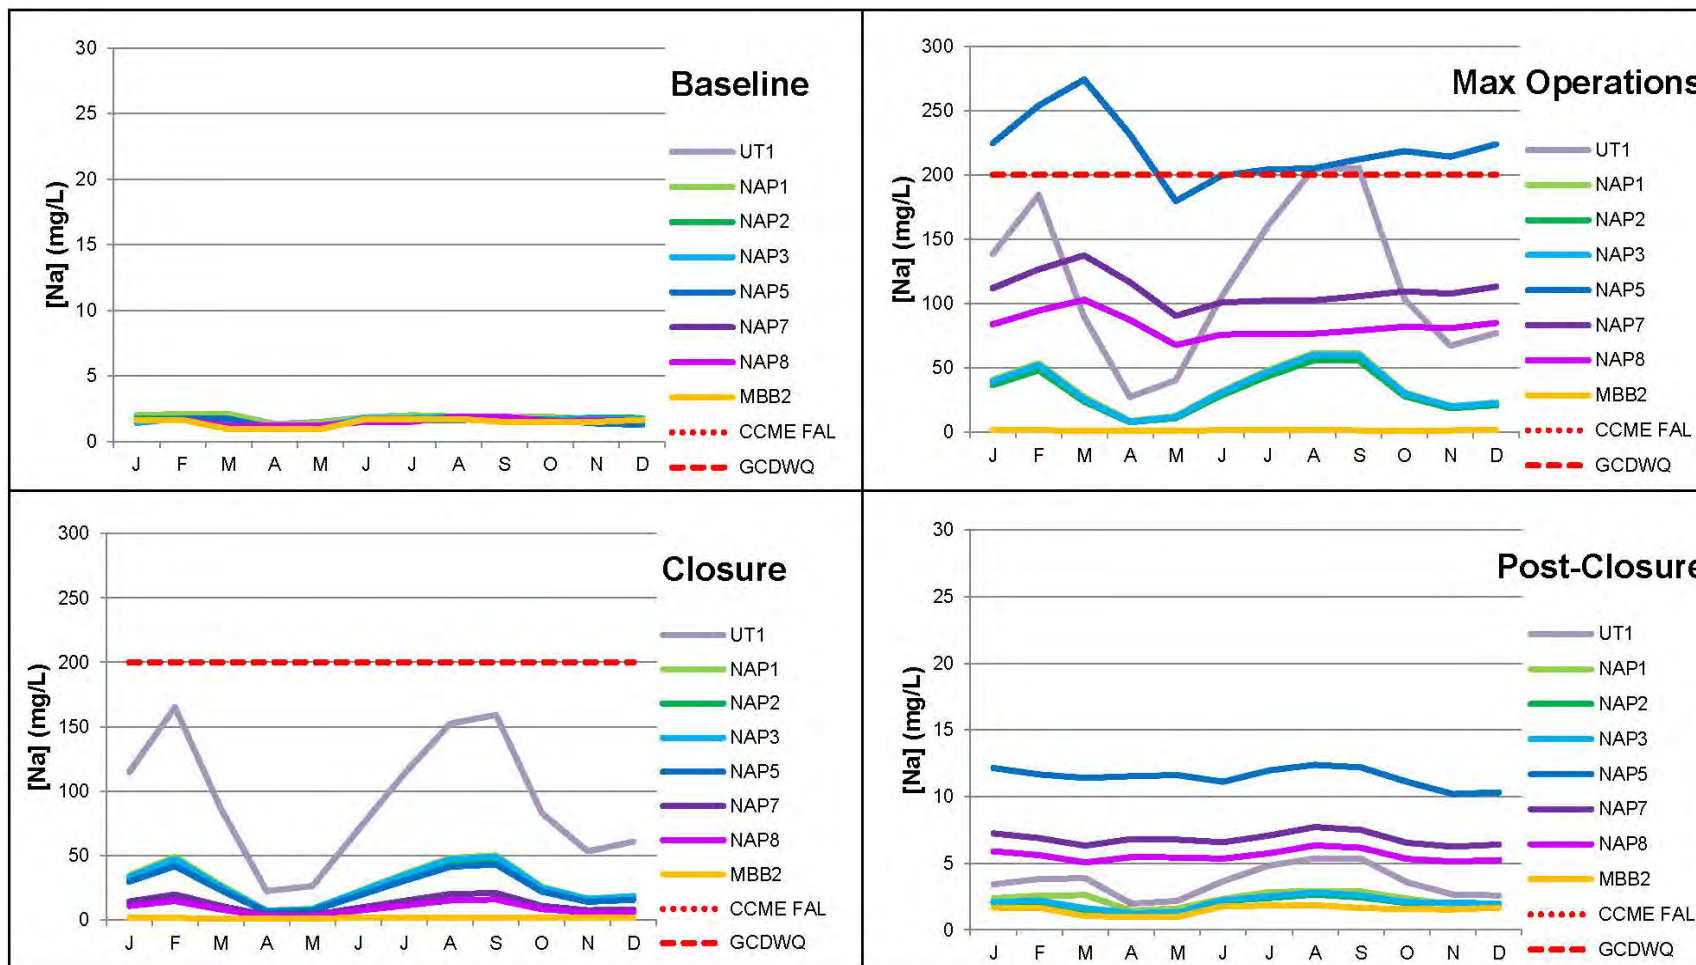 Baseline
[Na] (mg/L)
30
25
20
15
10
5
0
J F M A M J J A S O N D
UT1
NAP1
NAP2
NAP3
NAP5
NAP7
NAP8
MBB2
CCME FAL
GCDWQ
Max Operations
[Na] (mg/L)
300
250
200
150
100
50
0
J F M A M J J A S O N D
UT1
NAP1
NAP2
NAP3
NAP5
NAP7
NAP8
MBB2
CCME FAL
GCDWQ
Closure
[Na] (mg/L)
300
250
200
150
100
50
0
J F M A M J J A S O N D
UT1
NAP1
NAP2
NAP3
NAP5
NAP7
NAP8
MBB2
CCME FAL
GCDWQ
Post-Closure
[Na] (mg/L)
30
25
20
15
10
5
0
J F M A M J J A S O N D
UT1
NAP1
NAP2
NAP3
NAP5
NAP7
NAP8
MBB2
CCME FAL
GCDWQ